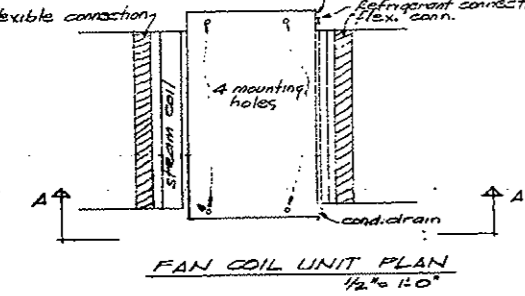 flexible connection
Refrigerant connecti
flex. conn.
4 mounting
holes
steam coil
A
A
cond. drain
FAN COIL UNIT PLAN
1/2" = 1'-0"